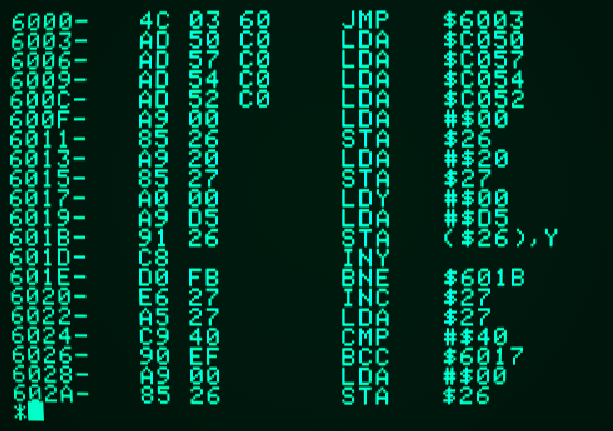 6000-   4C 03 60   JMP   $6003
6003-   AD 50 C0   LDA   $C050
6006-   AD 57 C0   LDA   $C057
6009-   AD 54 C0   LDA   $C054
600C-   AD 52 C0   LDA   $C052
600F-   A9 00      LDA   #$00
6011-   85 26      STA   $26
6013-   A9 20      LDA   #$20
6015-   85 27      STA   $27
6017-   A0 00      LDY   #$00
6019-   A9 D5      LDA   #$D5
601B-   91 26      STA   ($26),Y
601D-   C8         INY
601E-   D0 FB      BNE   $601B
6020-   E6 27      INC   $27
6022-   A5 27      LDA   $27
6024-   C9 40      CMP   #$40
6026-   90 EF      BCC   $6017
6028-   A9 00      LDA   #$00
602A-   85 26      STA   $26
*